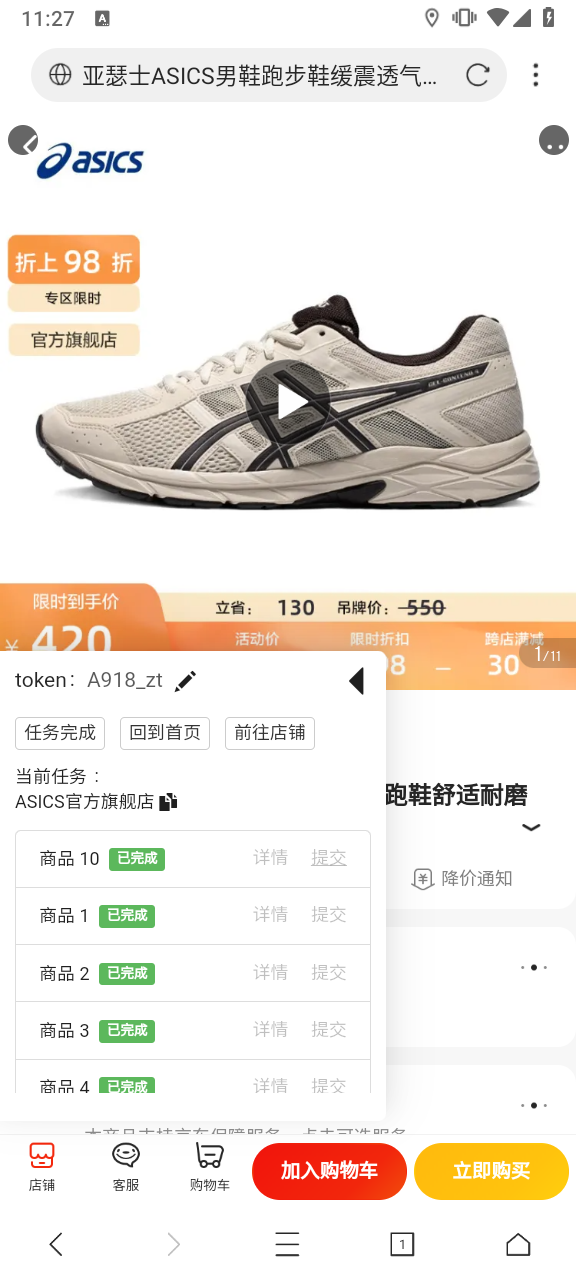 11:27
A
亚瑟士ASICS男鞋跑步鞋缓震透气...
asics
折上 98 折
专区限时
官方旗舰店
限时到手价
立省： 130 吊牌价： 550
¥ 420
活动价 限时折扣 跨店满减
98 – 30
1/11
token： A918_zt
任务完成 回到首页 前往店铺
当前任务 ：
ASICS官方旗舰店
跑鞋舒适耐磨
商品 10 已完成 详情 提交
降价通知
商品 1 已完成 详情 提交
商品 2 已完成 详情 提交
商品 3 已完成 详情 提交
商品 4 已完成 详情 提交
店铺 客服 购物车 加入购物车 立即购买
1